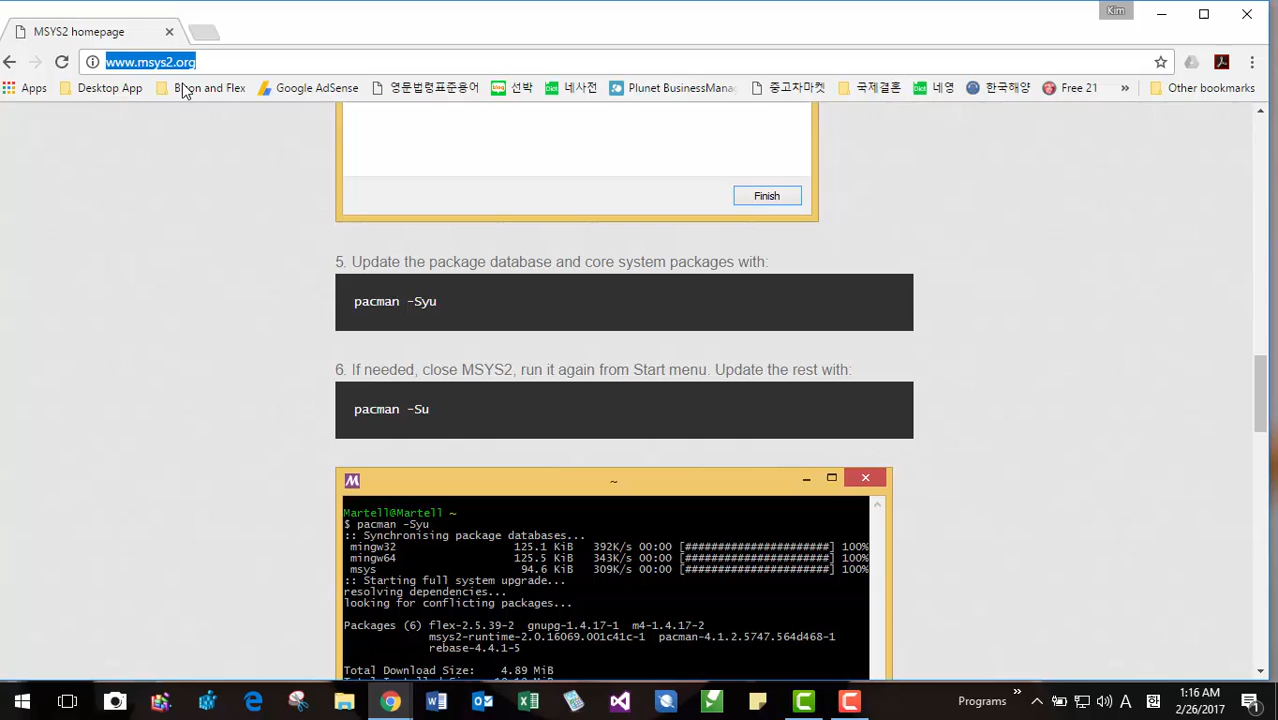 Kim
MSYS2 homepage
www.msys2.org
Apps Desktop App Bison and Flex Google AdSense 영문법령표준용어 선박 네사전 Plunet BusinessMana 중고차마켓 국제결혼 네영 한국해양 Free 21 » Other bookmarks
Finish
5. Update the package database and core system packages with:
pacman -Syu
6. If needed, close MSYS2, run it again from Start menu. Update the rest with:
pacman -Su
~
Martell@Martell ~
$ pacman -Syu
:: Synchronising package databases...
mingw32 125.1 KiB 392K/s 00:00 [######################] 100%
mingw64 125.5 KiB 343K/s 00:00 [######################] 100%
msys 94.6 KiB 309K/s 00:00 [######################] 100%
:: Starting full system upgrade...
resolving dependencies...
looking for conflicting packages...
Packages (6) flex-2.5.39-2 gnupg-1.4.17-1 m4-1.4.17-2
msys2-runtime-2.0.16069.001c41c-1 pacman-4.1.2.5747.564d468-1
rebase-4.4.1-5
Total Download Size: 4.89 MiB
Programs » A 한 1:16 AM
2/26/2017